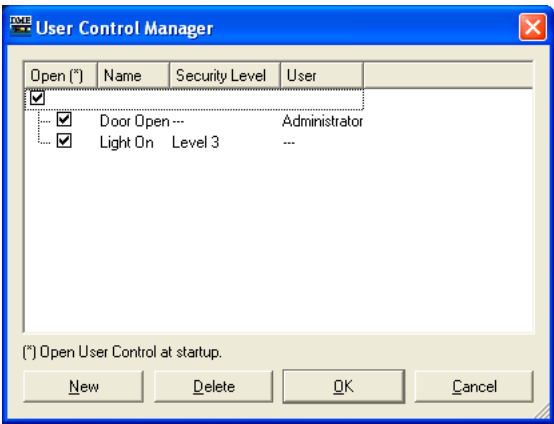 DME User Control Manager
Open (*) Name Security Level User
Door Open --- Administrator
Light On Level 3 ---
(*) Open User Control at startup.
New Delete OK Cancel